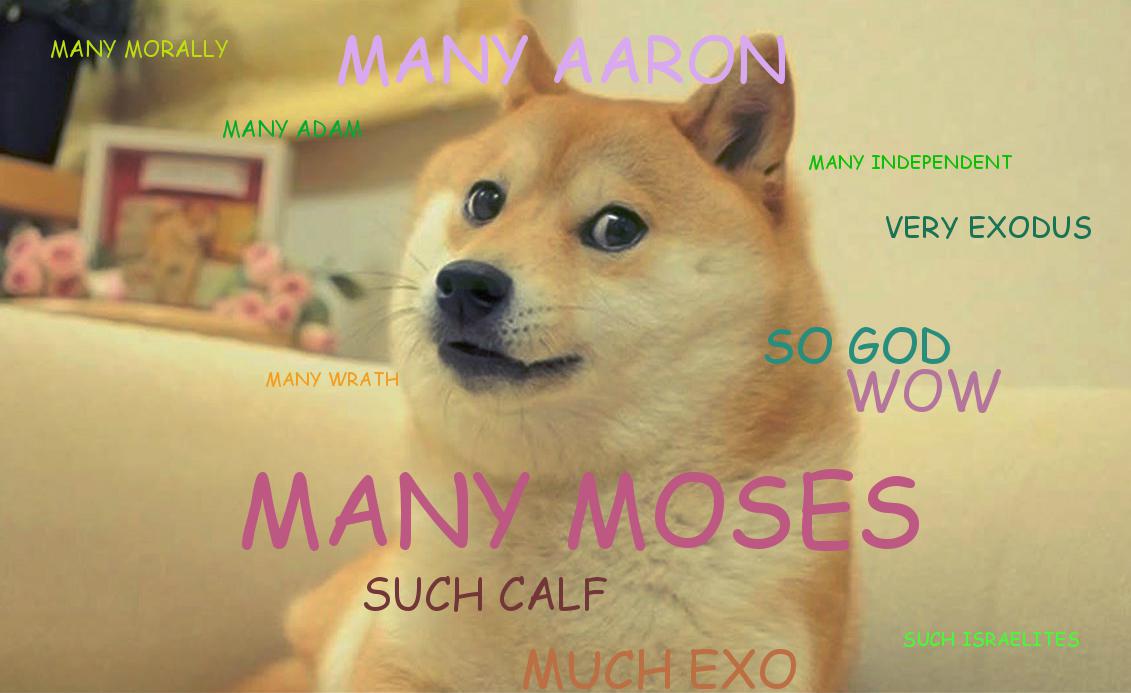 MANY MORALLY
MANY AARON
MANY ADAM
MANY INDEPENDENT
VERY EXODUS
SO GOD
WOW
MANY WRATH
MANY MOSES
SUCH CALF
SUCH ISRAELITES
MUCH EXO